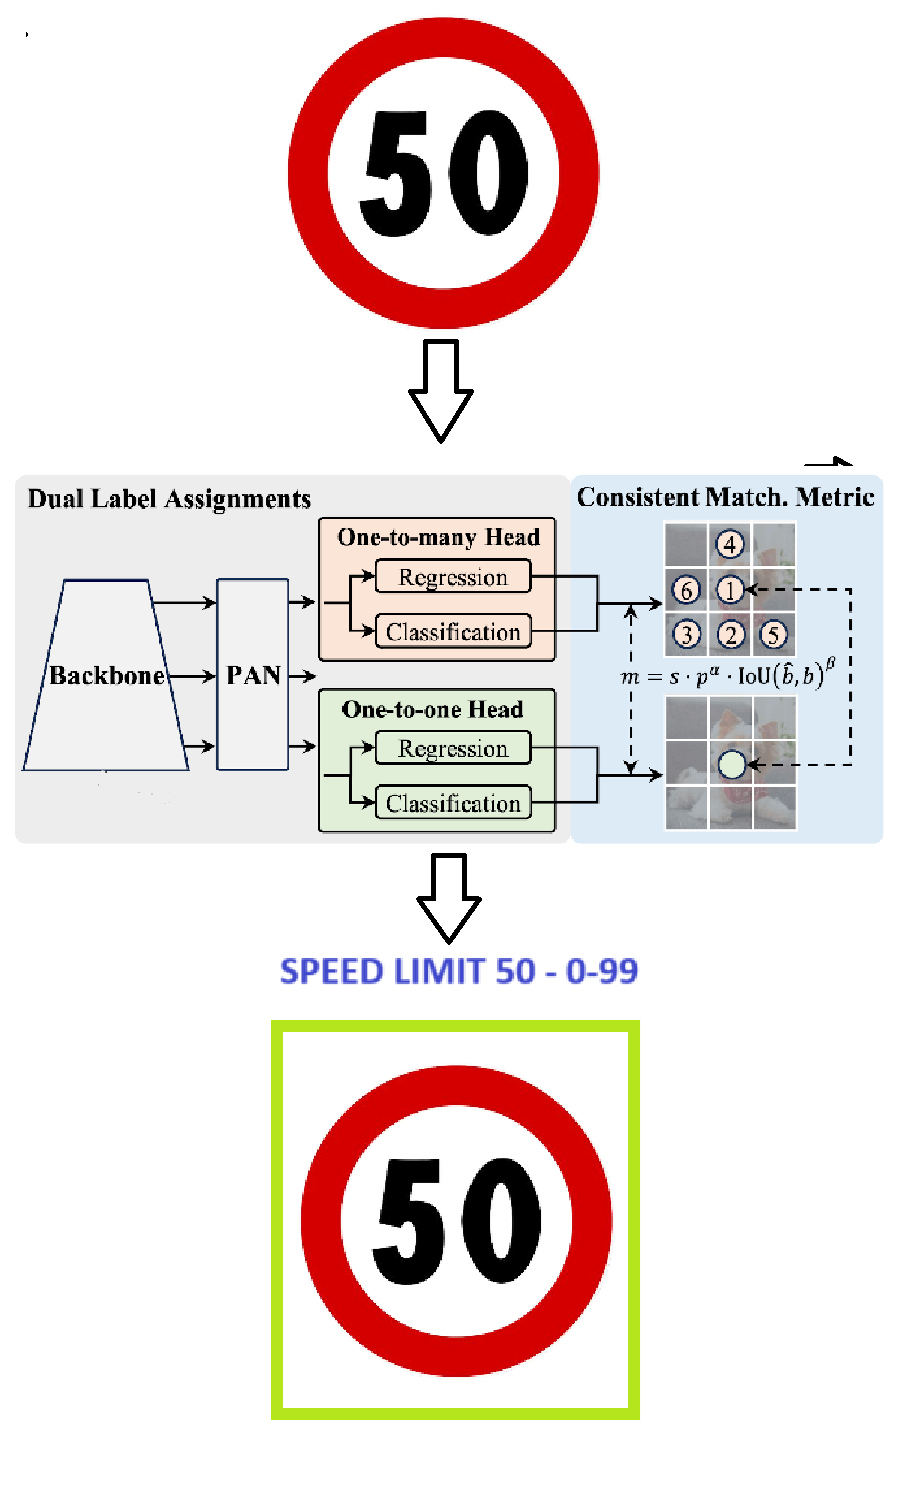 50
Dual Label Assignments
Consistent Match. Metric
One-to-many Head
Regression
Classification
Backbone
PAN
4
6 1
3 2 5
m = s · p^α · IoU(b̂, b)^β
One-to-one Head
Regression
Classification
SPEED LIMIT 50 - 0-99
50